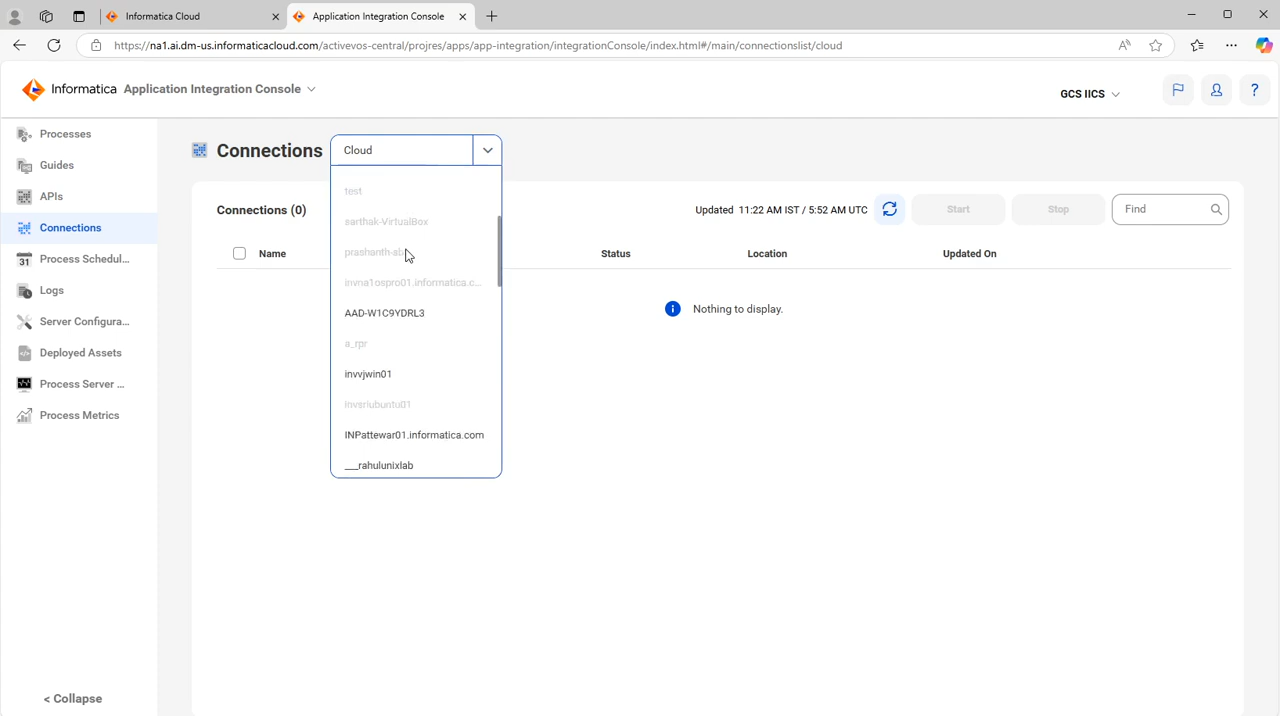 Informatica Cloud
Application Integration Console
https://na1.ai.dm-us.informaticacloud.com/activevos-central/projres/apps/app-integration/integrationConsole/index.html#/main/connectionslist/cloud
Informatica Application Integration Console
GCS IICS
?
Processes
Guides
APIs
Connections
Process Schedul...
Logs
Server Configura...
Deployed Assets
Process Server ...
Process Metrics
< Collapse
Connections Cloud
Connections (0)
Updated 11:22 AM IST / 5:52 AM UTC
Start
Stop
Find
Name
Status
Location
Updated On
Nothing to display.
test
sarthak-VirtualBox
invna1ospro01.informatica.c...
AAD-W1C9YDRL3
a_rpr
invvjwin01
invsriubuntu01
INPattewar01.informatica.com
___rahulunixlab